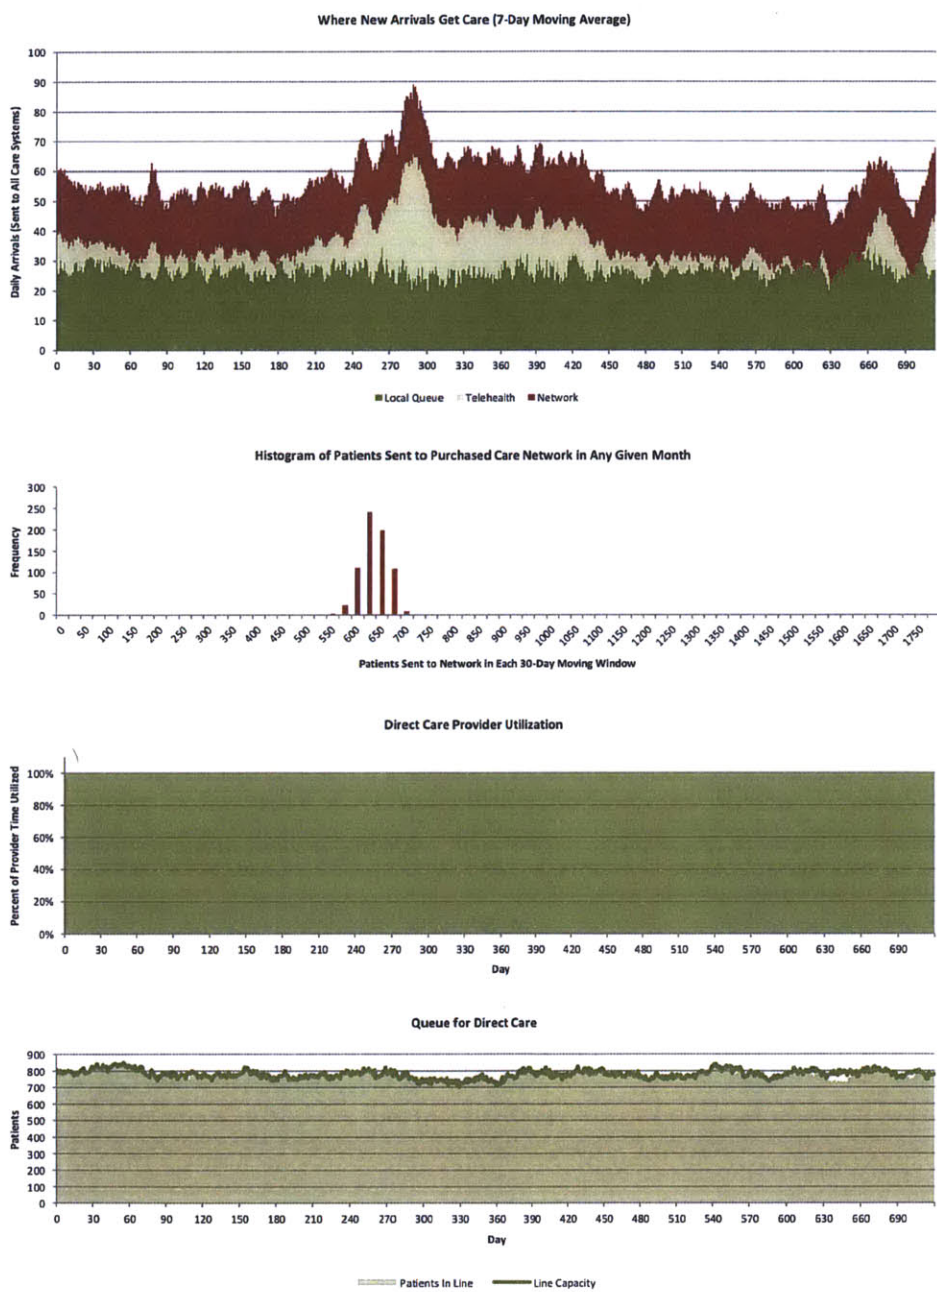 Where New Arrivals Get Care (7-Day Moving Average)
Daily Arrivals (Sent to All Care Systems)
100
90
80
70
60
50
40
30
20
10
0
0 30 60 90 120 150 180 210 240 270 300 330 360 390 420 450 480 510 540 570 600 630 660 690
Local Queue Telehealth Network
Histogram of Patients Sent to Purchased Care Network in Any Given Month
Frequency
300
250
200
150
100
50
0
0 50 100 150 200 250 300 350 400 450 500 550 600 650 700 750 800 850 900 950 1000 1050 1100 1150 1200 1250 1300 1350 1400 1450 1500 1550 1600 1650 1700 1750
Patients Sent to Network in Each 30-Day Moving Window
Direct Care Provider Utilization
Percent of Provider Time Utilized
100%
80%
60%
40%
20%
0%
0 30 60 90 120 150 180 210 240 270 300 330 360 390 420 450 480 510 540 570 600 630 660 690
Day
Queue for Direct Care
Patients
900
800
700
600
500
400
300
200
100
0
0 30 60 90 120 150 180 210 240 270 300 330 360 390 420 450 480 510 540 570 600 630 660 690
Day
Patients In Line Line Capacity